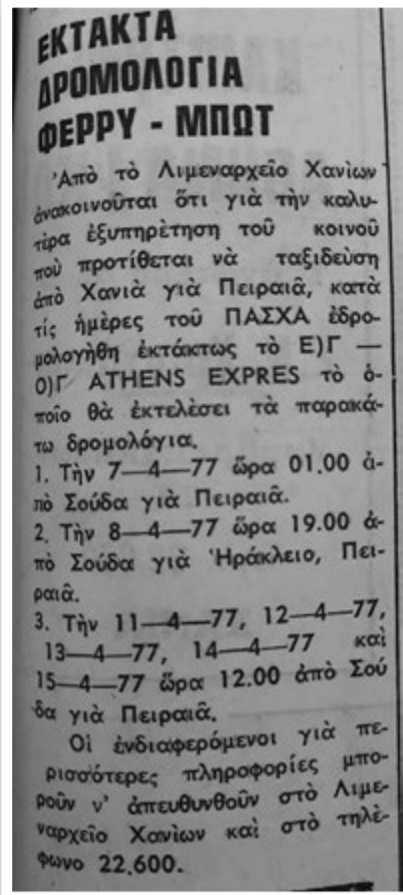 ΕΚΤΑΚΤΑ
ΔΡΟΜΟΛΟΓΙΑ
ΦΕΡΡΥ - ΜΠΩΤ
Ἀπὸ τὸ Λιμεναρχεῖο Χανίων
ἀνακοινοῦται ὅτι γιὰ τὴν καλυ-
τέρα ἐξυπηρέτηση τοῦ κοινοῦ
ποὺ προτίθεται νὰ ταξιδεύση
ἀπὸ Χανιὰ γιὰ Πειραιᾶ, κατὰ
τίς ἡμέρες τοῦ ΠΑΣΧΑ ἐδρο-
μολογήθη ἐκτάκτως τὸ Ε)Γ —
Ο)Γ ATHENS EXPRES τὸ ὁ-
ποῖο θὰ ἐκτελέσει τὰ παρακά-
τω δρομολόγια.
1. Τὴν 7—4—77 ὥρα 01.00 ἀ-
πὸ Σούδα γιὰ Πειραιᾶ.
2. Τὴν 8—4—77 ὥρα 19.00 ἀ-
πὸ Σούδα γιὰ Ἡράκλειο, Πει-
ραιᾶ.
3. Τὴν 11—4—77, 12—4—77,
13—4—77, 14—4—77 καὶ
15—4—77 ὥρα 12.00 ἀπὸ Σού
δα γιὰ Πειραιᾶ.
Οἱ ἐνδιαφερόμενοι γιὰ πε-
ρισσότερες πληροφορίες μπο-
ροῦν ν' ἀπευθυνθοῦν στὸ Λιμε-
ναρχεῖο Χανίων καὶ στὸ τηλὲ-
φωνο 22.600.